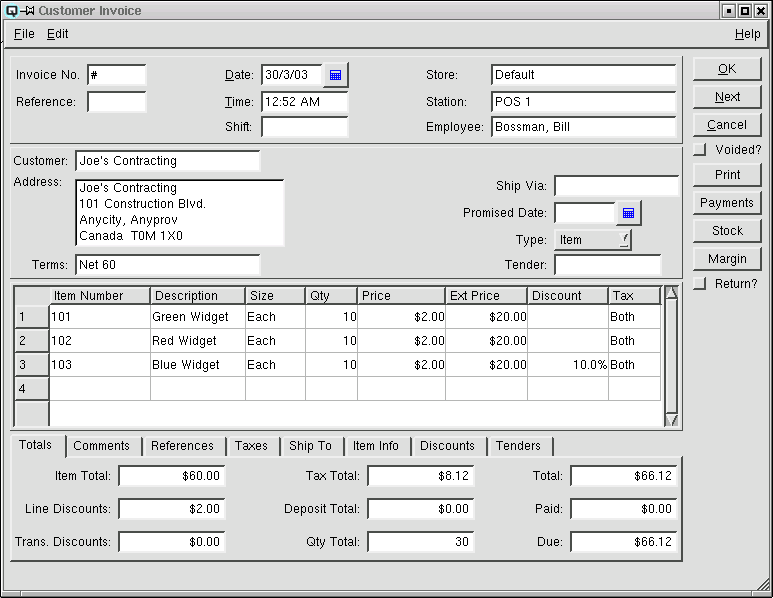 Customer Invoice
File Edit Help
Invoice No. # Date: 30/3/03 Store: Default OK
Reference: Time: 12:52 AM Station: POS 1 Next
Shift: Employee: Bossman, Bill Cancel
Customer: Joe's Contracting Voided?
Address: Joe's Contracting Ship Via: Print
101 Construction Blvd.
Anycity, Anyprov Promised Date: Payments
Canada T0M 1X0 Type: Item Stock
Terms: Net 60 Tender: Margin
Return?
Item Number Description Size Qty Price Ext Price Discount Tax
1 101 Green Widget Each 10 $2.00 $20.00 Both
2 102 Red Widget Each 10 $2.00 $20.00 Both
3 103 Blue Widget Each 10 $2.00 $20.00 10.0% Both
4
Totals Comments References Taxes Ship To Item Info Discounts Tenders
Item Total: $60.00 Tax Total: $8.12 Total: $66.12
Line Discounts: $2.00 Deposit Total: $0.00 Paid: $0.00
Trans. Discounts: $0.00 Qty Total: 30 Due: $66.12